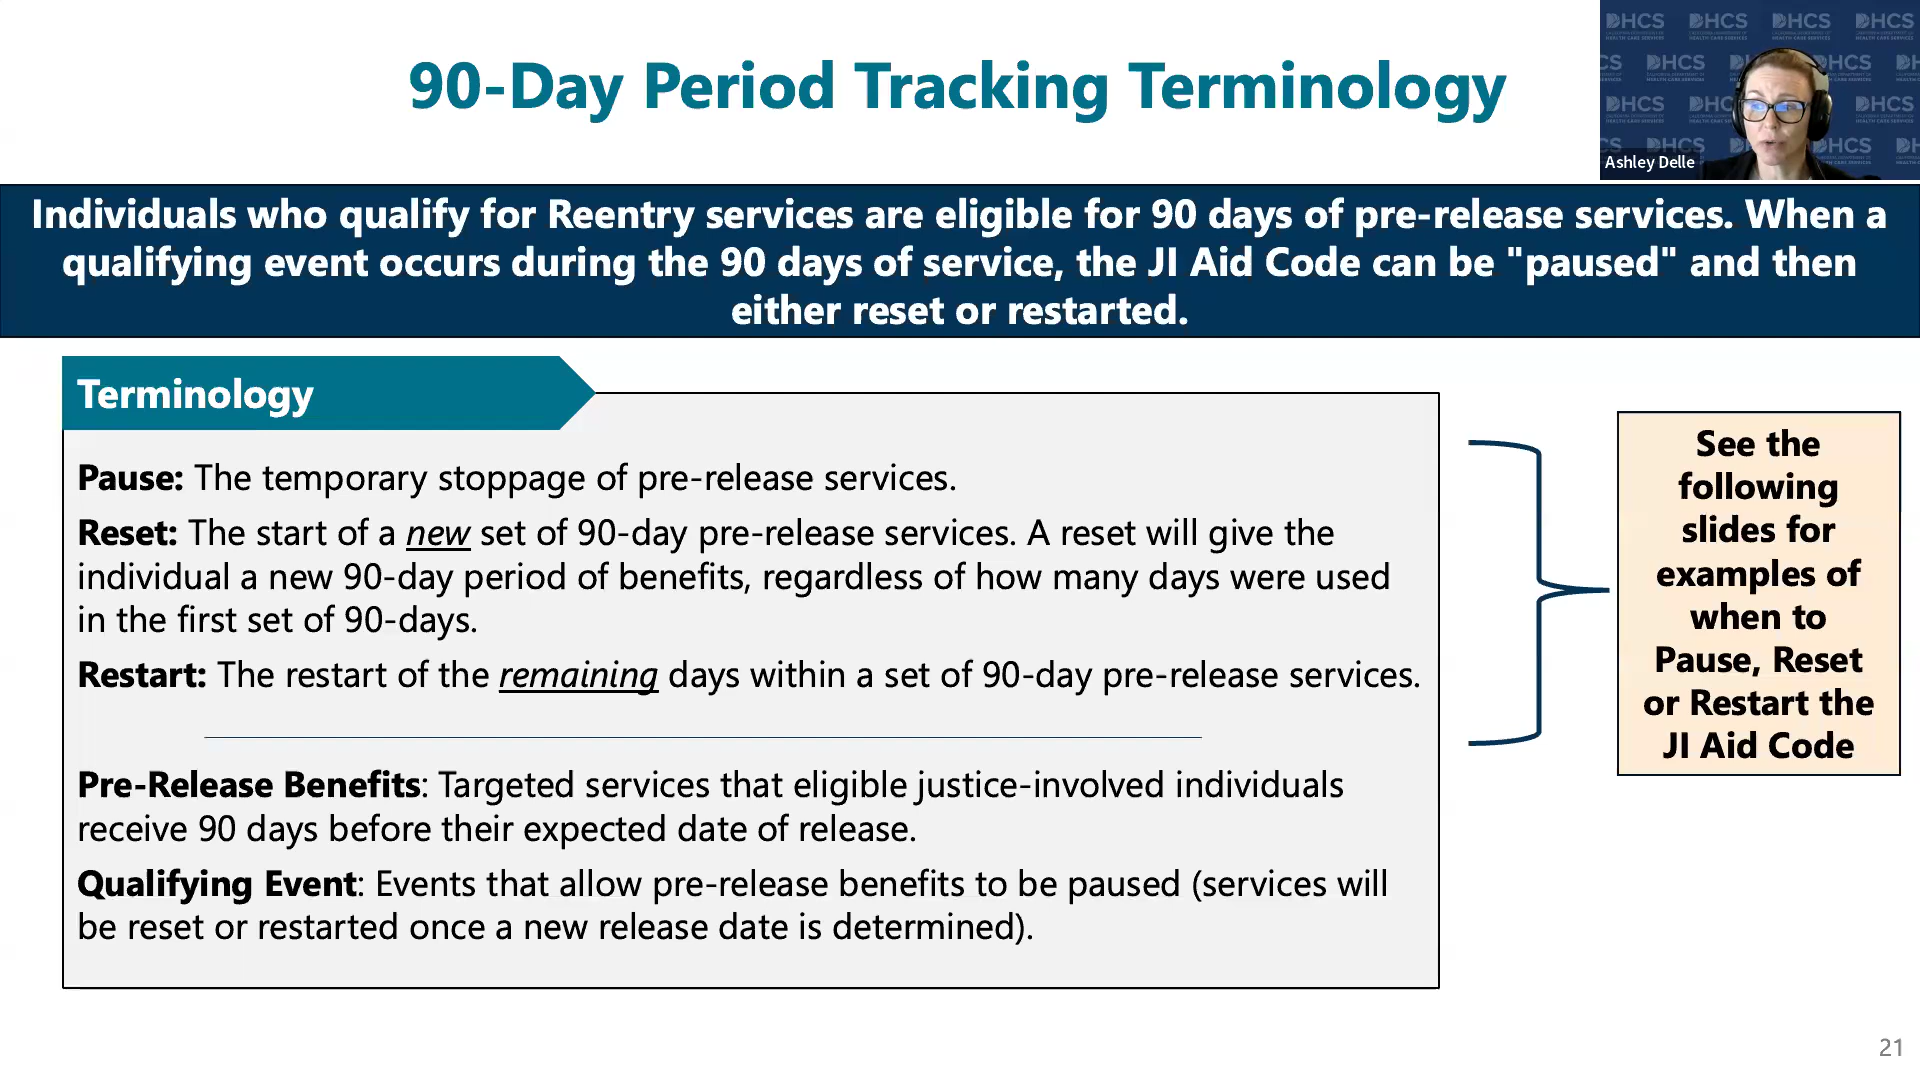 90-Day Period Tracking Terminology
DHCS DHCS DHCS DHCS
Ashley Delle
Individuals who qualify for Reentry services are eligible for 90 days of pre-release services. When a
qualifying event occurs during the 90 days of service, the JI Aid Code can be "paused" and then
either reset or restarted.
Terminology
Pause: The temporary stoppage of pre-release services.
Reset: The start of a new set of 90-day pre-release services. A reset will give the
individual a new 90-day period of benefits, regardless of how many days were used
in the first set of 90-days.
Restart: The restart of the remaining days within a set of 90-day pre-release services.
Pre-Release Benefits: Targeted services that eligible justice-involved individuals
receive 90 days before their expected date of release.
Qualifying Event: Events that allow pre-release benefits to be paused (services will
be reset or restarted once a new release date is determined).
See the
following
slides for
examples of
when to
Pause, Reset
or Restart the
JI Aid Code
21